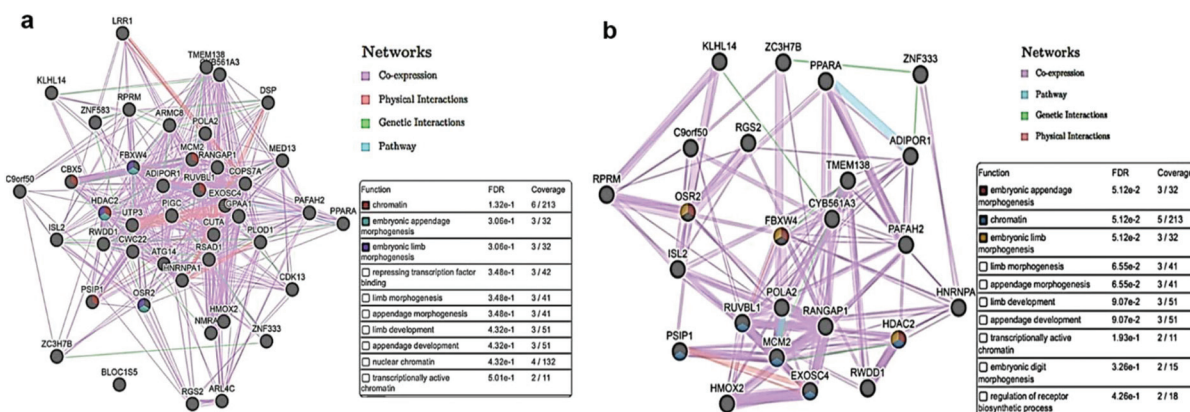 a
LRR1
TMEM138
CYB561A3
KLHL14
DSP
RPRM
ZNF583
ARMC8
POLA2
MCM2
RANGAP1
MED13
FBXW4
CBX5
ADIPOR1
RUVBL1
COPS7A
C9orf50
HDAC2
EXOSC4
PIGC
GPAA1
PAFAH2
PPARA
UTP3
CUTA
ISL2
RWDD1
PLOD1
CWC22
RSAD1
ATG14
HNRNPA1
CDK13
PSIP1
OSR2
HMOX2
NMRA
ZNF333
ZC3H7B
BLOC1S5
RGS2
ARL4C
Networks
Co-expression
Physical Interactions
Genetic Interactions
Pathway
Function FDR Coverage
chromatin 1.32e-1 6 / 213
embryonic appendage morphogenesis 3.06e-1 3 / 32
embryonic limb morphogenesis 3.06e-1 3 / 32
repressing transcription factor binding 3.48e-1 3 / 42
limb morphogenesis 3.48e-1 3 / 41
appendage morphogenesis 3.48e-1 3 / 41
limb development 4.32e-1 3 / 51
appendage development 4.32e-1 3 / 51
nuclear chromatin 4.32e-1 4 / 132
transcriptionally active chromatin 5.01e-1 2 / 11
b
KLHL14
ZC3H7B
PPARA
ZNF333
C9orf50
RGS2
ADIPOR1
TMEM138
RPRM
OSR2
CYB561A3
FBXW4
PAFAH2
ISL2
POLA2
HNRNPA
RUVBL1
RANGAP1
PSIP1
MCM2
HDAC2
EXOSC4
RWDD1
HMOX2
Networks
Co-expression
Pathway
Genetic Interactions
Physical Interactions
Function FDR Coverage
embryonic appendage morphogenesis 5.12e-2 3 / 32
chromatin 5.12e-2 5 / 213
embryonic limb morphogenesis 5.12e-2 3 / 32
limb morphogenesis 6.55e-2 3 / 41
appendage morphogenesis 6.55e-2 3 / 41
limb development 9.07e-2 3 / 51
appendage development 9.07e-2 3 / 51
transcriptionally active chromatin 1.93e-1 2 / 11
embryonic digit morphogenesis 3.26e-1 2 / 15
regulation of receptor biosynthetic process 4.26e-1 2 / 18